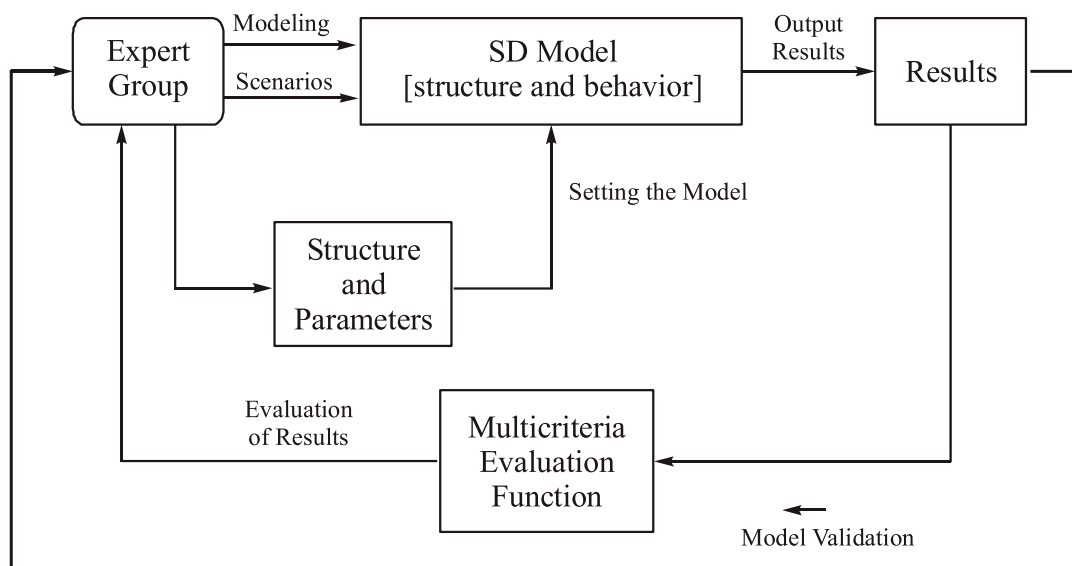 Expert
Group
Modeling
Scenarios
SD Model
[structure and behavior]
Output
Results
Results
Setting the Model
Structure
and
Parameters
Evaluation
of Results
Multicriteria
Evaluation
Function
Model Validation